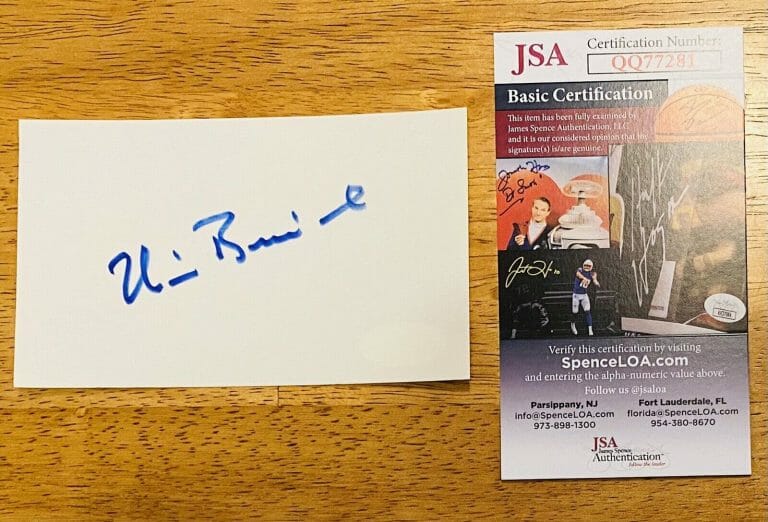 JSA
Certification Number:
QQ77281
Basic Certification
This item has been fully examined by
James Spence Authentication, LLC
and it is our considered opinion that the
signature(s) is/are genuine.
Verify this certification by visiting
SpenceLOA.com
and entering the alpha-numeric value above.
Follow us @jsaloa
Parsippany, NJ
info@SpenceLOA.com
973-898-1300
Fort Lauderdale, FL
florida@SpenceLOA.com
954-380-8670
JSA
James Spence
Authentication
follow the leader